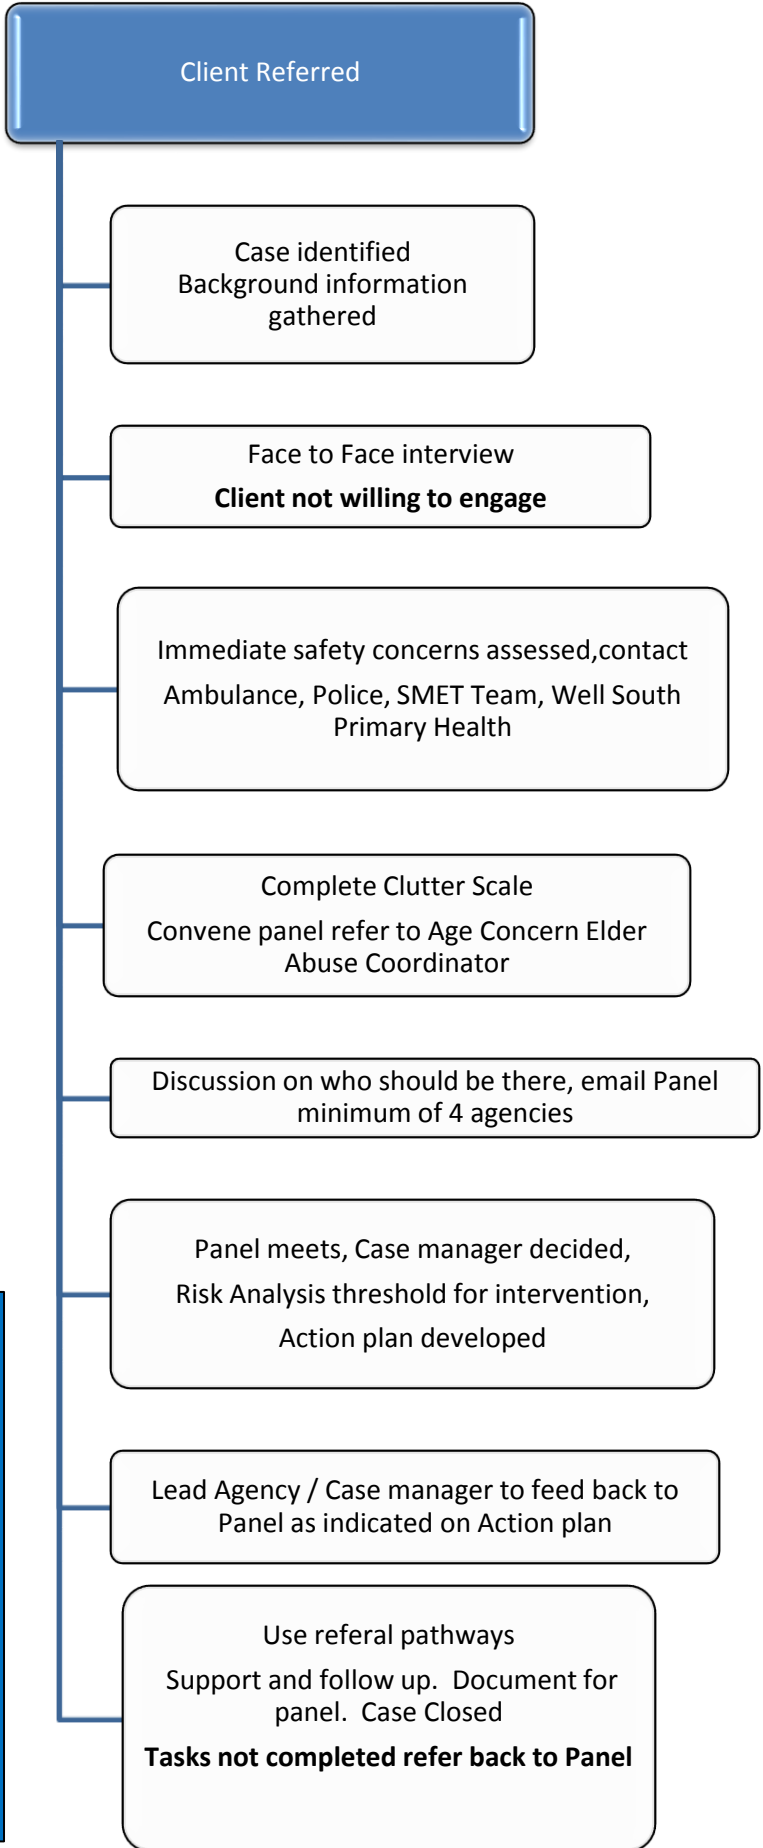 Client Referred
Case identified
Background information
gathered
Face to Face interview
Client not willing to engage
Immediate safety concerns assessed,contact
Ambulance, Police, SMET Team, Well South
Primary Health
Complete Clutter Scale
Convene panel refer to Age Concern Elder
Abuse Coordinator
Discussion on who should be there, email Panel
minimum of 4 agencies
Panel meets, Case manager decided,
Risk Analysis threshold for intervention,
Action plan developed
Lead Agency / Case manager to feed back to
Panel as indicated on Action plan
Use referal pathways
Support and follow up.  Document for
panel.  Case Closed
Tasks not completed refer back to Panel